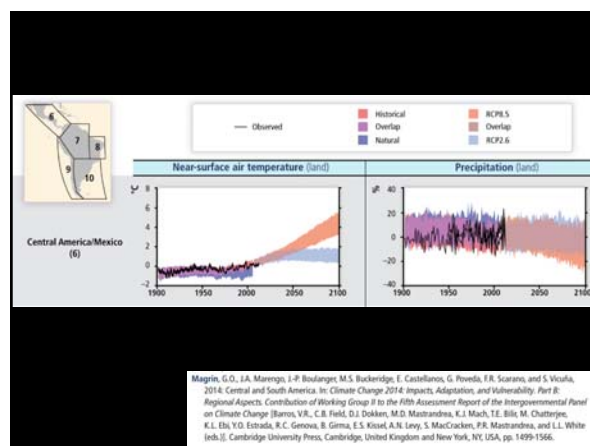 6
7
8
9
10
Observed
Historical
Overlap
Natural
RCP8.5
Overlap
RCP2.6
Near-surface air temperature (land)
Precipitation (land)
Central America/Mexico
(6)
°C
8
6
4
2
0
−2
1900 1950 2000 2050 2100
%
40
20
0
−20
−40
1900 1950 2000 2050 2100
Magrin, G.O., J.A. Marengo, J.-P. Boulanger, M.S. Buckeridge, E. Castellanos, G. Poveda, F.R. Scarano, and S. Vicuña,
2014: Central and South America. In: Climate Change 2014: Impacts, Adaptation, and Vulnerability. Part B:
Regional Aspects. Contribution of Working Group II to the Fifth Assessment Report of the Intergovernmental Panel
on Climate Change [Barros, V.R., C.B. Field, D.J. Dokken, M.D. Mastrandrea, K.J. Mach, T.E. Bilir, M. Chatterjee,
K.L. Ebi, Y.O. Estrada, R.C. Genova, B. Girma, E.S. Kissel, A.N. Levy, S. MacCracken, P.R. Mastrandrea, and L.L. White
(eds.)]. Cambridge University Press, Cambridge, United Kingdom and New York, NY, USA, pp. 1499-1566.